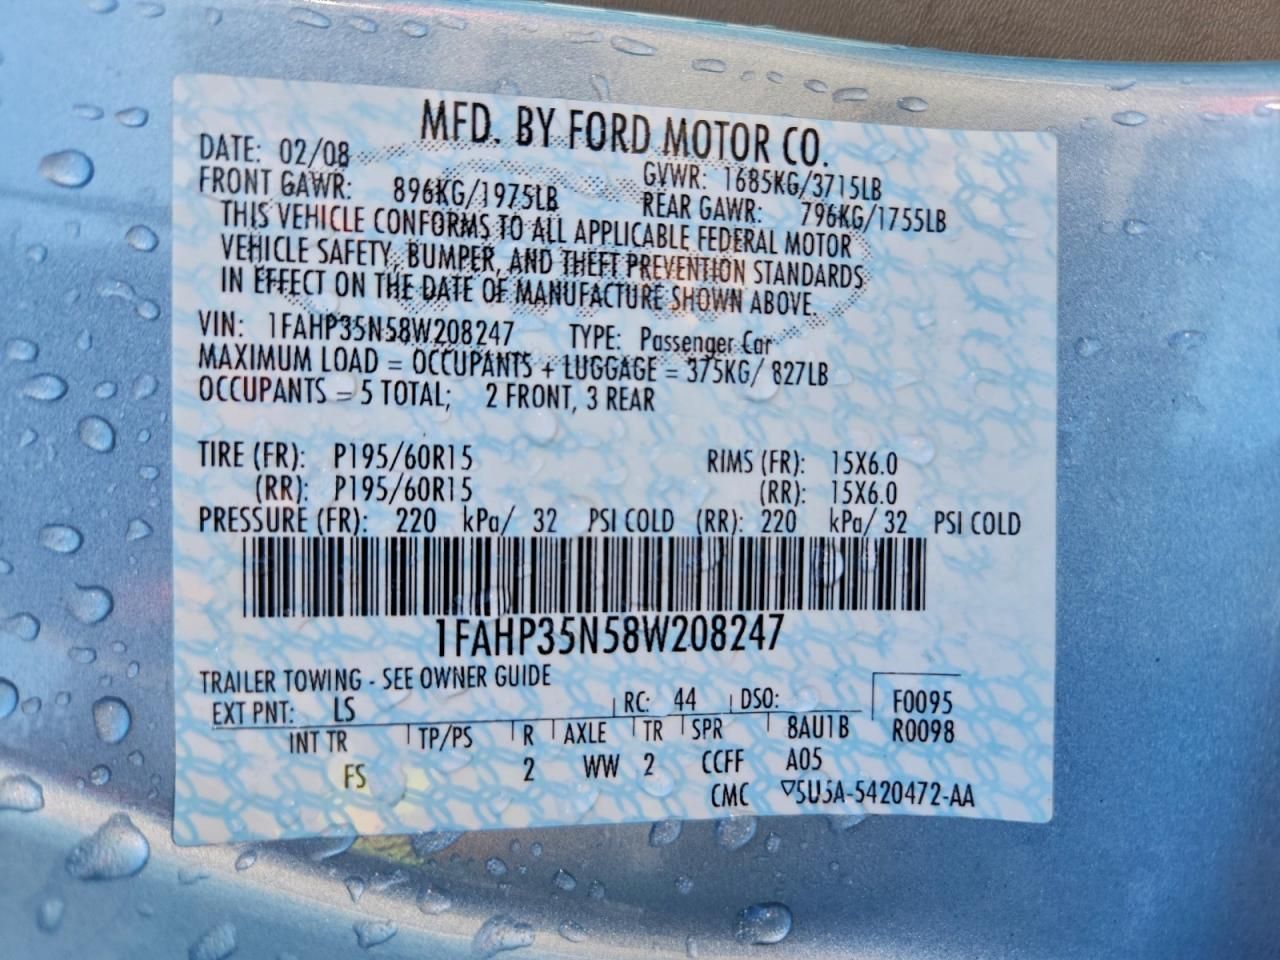 MFD. BY FORD MOTOR CO.
DATE: 02/08 GVWR: 1685KG/3715LB
FRONT GAWR: 896KG/1975LB REAR GAWR: 796KG/1755LB
THIS VEHICLE CONFORMS TO ALL APPLICABLE FEDERAL MOTOR
VEHICLE SAFETY, BUMPER, AND THEFT PREVENTION STANDARDS
IN EFFECT ON THE DATE OF MANUFACTURE SHOWN ABOVE.
VIN: 1FAHP35N58W208247 TYPE: Passenger Car
MAXIMUM LOAD = OCCUPANTS + LUGGAGE = 375KG/ 827LB
OCCUPANTS = 5 TOTAL; 2 FRONT, 3 REAR
TIRE (FR): P195/60R15 RIMS (FR): 15X6.0
(RR): P195/60R15 (RR): 15X6.0
PRESSURE (FR): 220 kPa/ 32 PSI COLD (RR): 220 kPa/ 32 PSI COLD
1FAHP35N58W208247
TRAILER TOWING - SEE OWNER GUIDE
EXT PNT: LS RC: 44 DSO: F0095
INT TR TP/PS R AXLE TR SPR 8AU1B R0098
FS 2 WW 2 CCFF A05
CMC ▽5U5A-5420472-AA